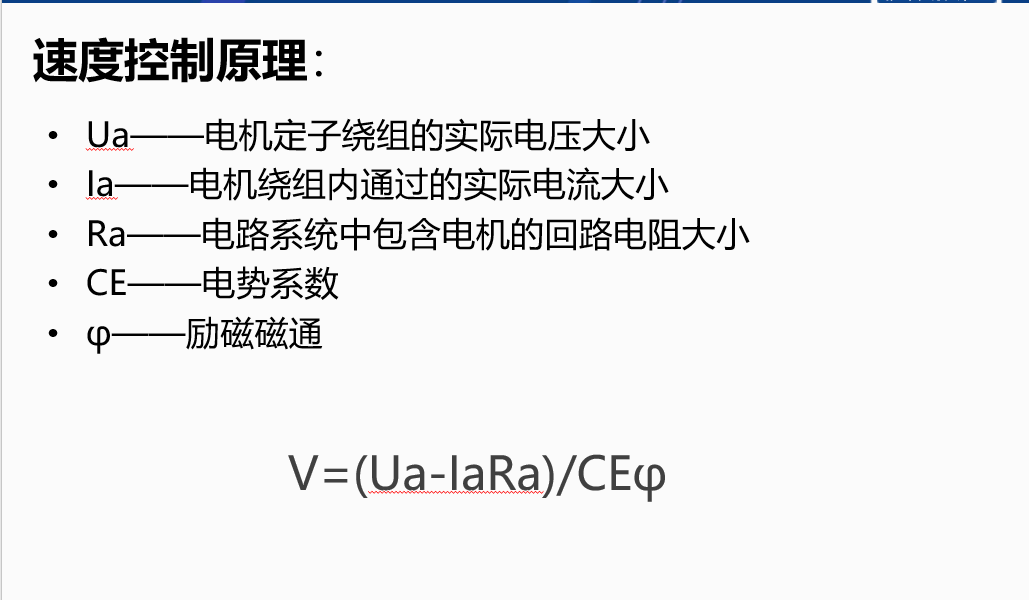 速度控制原理：
• Ua——电机定子绕组的实际电压大小
• Ia——电机绕组内通过的实际电流大小
• Ra——电路系统中包含电机的回路电阻大小
• CE——电势系数
• φ——励磁磁通
V=(Ua-IaRa)/CEφ